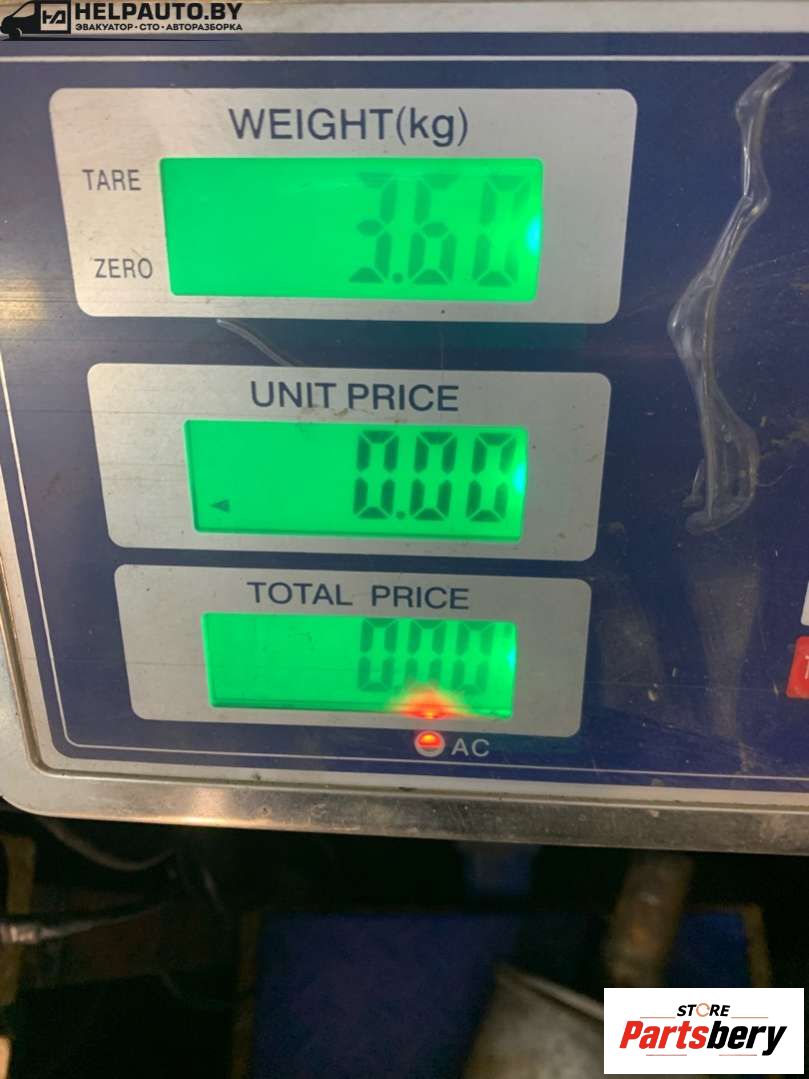 HELPAUTO.BY
ЭВАКУАТОР • СТО • АВТОРАЗБОРКА
WEIGHT(kg)
TARE
3.60
ZERO
UNIT PRICE
0.00
TOTAL PRICE
0.00
AC
STORE
Partsbery